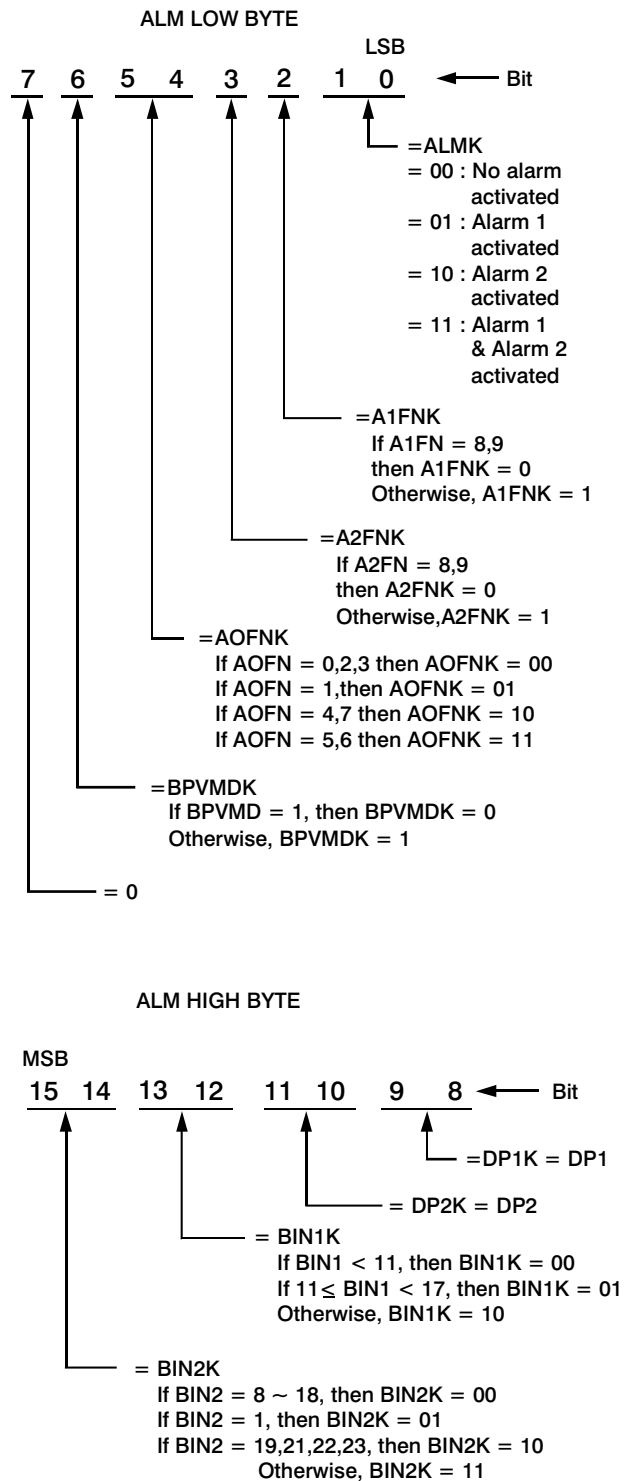 ALM LOW BYTE
LSB
7 6 5 4 3 2 1 0 Bit
=ALMK
= 00 : No alarm
activated
= 01 : Alarm 1
activated
= 10 : Alarm 2
activated
= 11 : Alarm 1
& Alarm 2
activated
=A1FNK
If A1FN = 8,9
then A1FNK = 0
Otherwise, A1FNK = 1
=A2FNK
If A2FN = 8,9
then A2FNK = 0
Otherwise,A2FNK = 1
=AOFNK
If AOFN = 0,2,3 then AOFNK = 00
If AOFN = 1,then AOFNK = 01
If AOFN = 4,7 then AOFNK = 10
If AOFN = 5,6 then AOFNK = 11
=BPVMDK
If BPVMD = 1, then BPVMDK = 0
Otherwise, BPVMDK = 1
= 0
ALM HIGH BYTE
MSB
15 14 13 12 11 10 9 8 Bit
=DP1K = DP1
= DP2K = DP2
= BIN1K
If BIN1 < 11, then BIN1K = 00
If 11≤ BIN1 < 17, then BIN1K = 01
Otherwise, BIN1K = 10
= BIN2K
If BIN2 = 8 ~ 18, then BIN2K = 00
If BIN2 = 1, then BIN2K = 01
If BIN2 = 19,21,22,23, then BIN2K = 10
Otherwise, BIN2K = 11